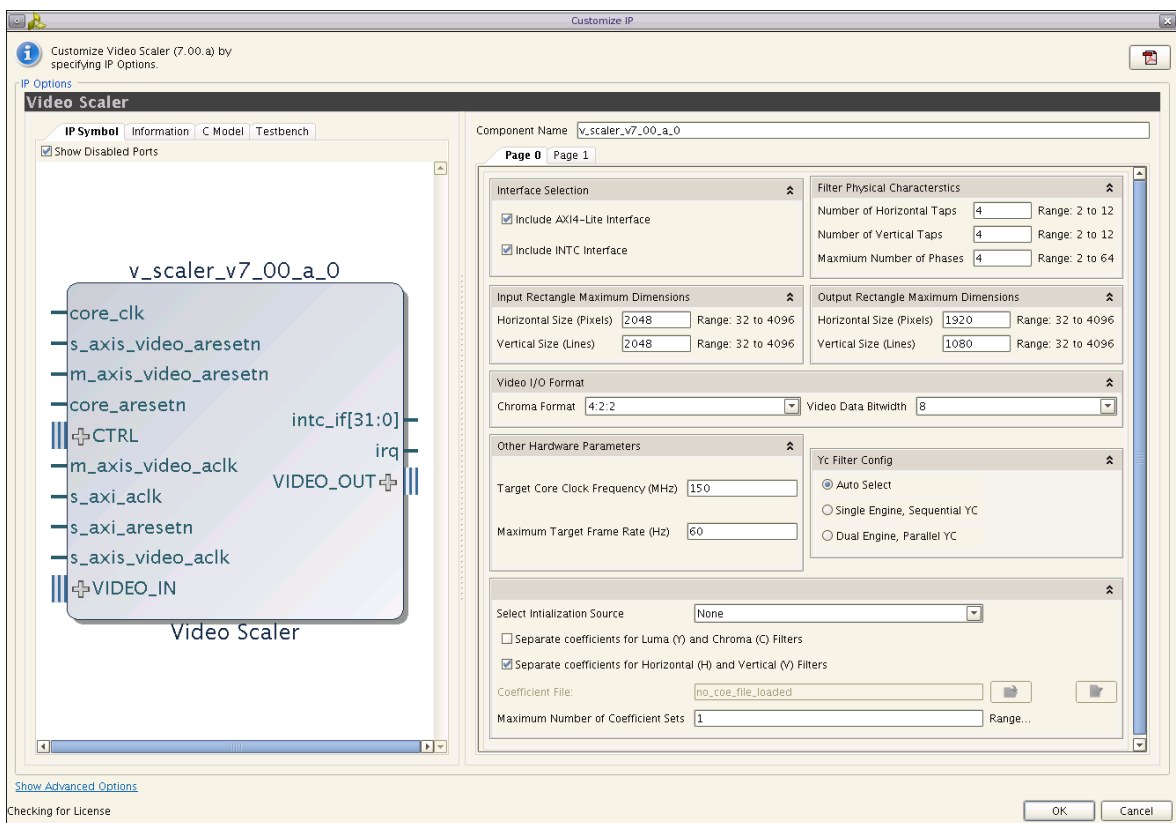 Customize IP
Customize Video Scaler (7.00.a) by
specifying IP Options.
IP Options
Video Scaler
IP Symbol Information C Model Testbench
Show Disabled Ports
v_scaler_v7_00_a_0
core_clk
s_axis_video_aresetn
m_axis_video_aresetn
core_aresetn
CTRL
m_axis_video_aclk
s_axi_aclk
s_axi_aresetn
s_axis_video_aclk
VIDEO_IN
intc_if[31:0]
irq
VIDEO_OUT
Video Scaler
Component Name v_scaler_v7_00_a_0
Page 0 Page 1
Interface Selection
Include AXI4-Lite Interface
Include INTC Interface
Filter Physical Characterstics
Number of Horizontal Taps 4 Range: 2 to 12
Number of Vertical Taps 4 Range: 2 to 12
Maxmium Number of Phases 4 Range: 2 to 64
Input Rectangle Maximum Dimensions
Horizontal Size (Pixels) 2048 Range: 32 to 4096
Vertical Size (Lines) 2048 Range: 32 to 4096
Output Rectangle Maximum Dimensions
Horizontal Size (Pixels) 1920 Range: 32 to 4096
Vertical Size (Lines) 1080 Range: 32 to 4096
Video I/O Format
Chroma Format 4:2:2 Video Data Bitwidth 8
Other Hardware Parameters
Target Core Clock Frequency (MHz) 150
Maximum Target Frame Rate (Hz) 60
Yc Filter Config
Auto Select
Single Engine, Sequential YC
Dual Engine, Parallel YC
Select Intialization Source None
Separate coefficients for Luma (Y) and Chroma (C) Filters
Separate coefficients for Horizontal (H) and Vertical (V) Filters
Coefficient File: no_coe_file_loaded
Maximum Number of Coefficient Sets 1 Range...
Show Advanced Options
Checking for License
OK Cancel